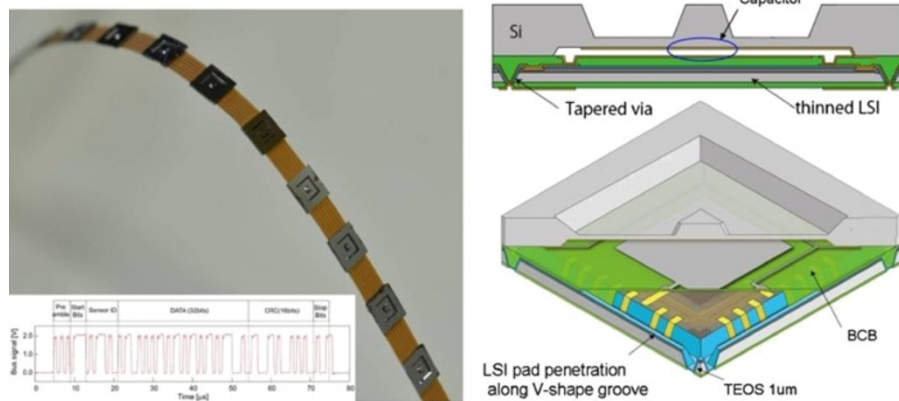 Pre
amble
Start
Bits
Sensor ID
DATA (32bits)
CRC(16bits)
Stop
Bits
Bus signal [V]
2.0
1.0
0.0
0 10 20 30 40 50 60 70 80
Time [μs]
Capacitor
Si
Tapered via
thinned LSI
BCB
LSI pad penetration
along V-shape groove
TEOS 1um